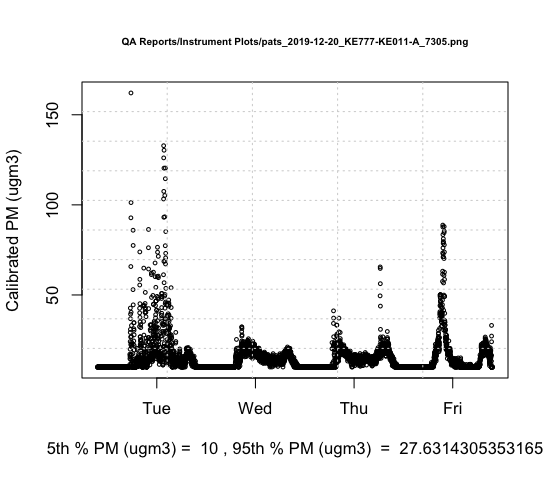 QA Reports/Instrument Plots/pats_2019-12-20_KE777-KE011-A_7305.png
Calibrated PM (ugm3)
150
100
50
Tue Wed Thu Fri
5th % PM (ugm3) = 10 , 95th % PM (ugm3) = 27.6314305353165